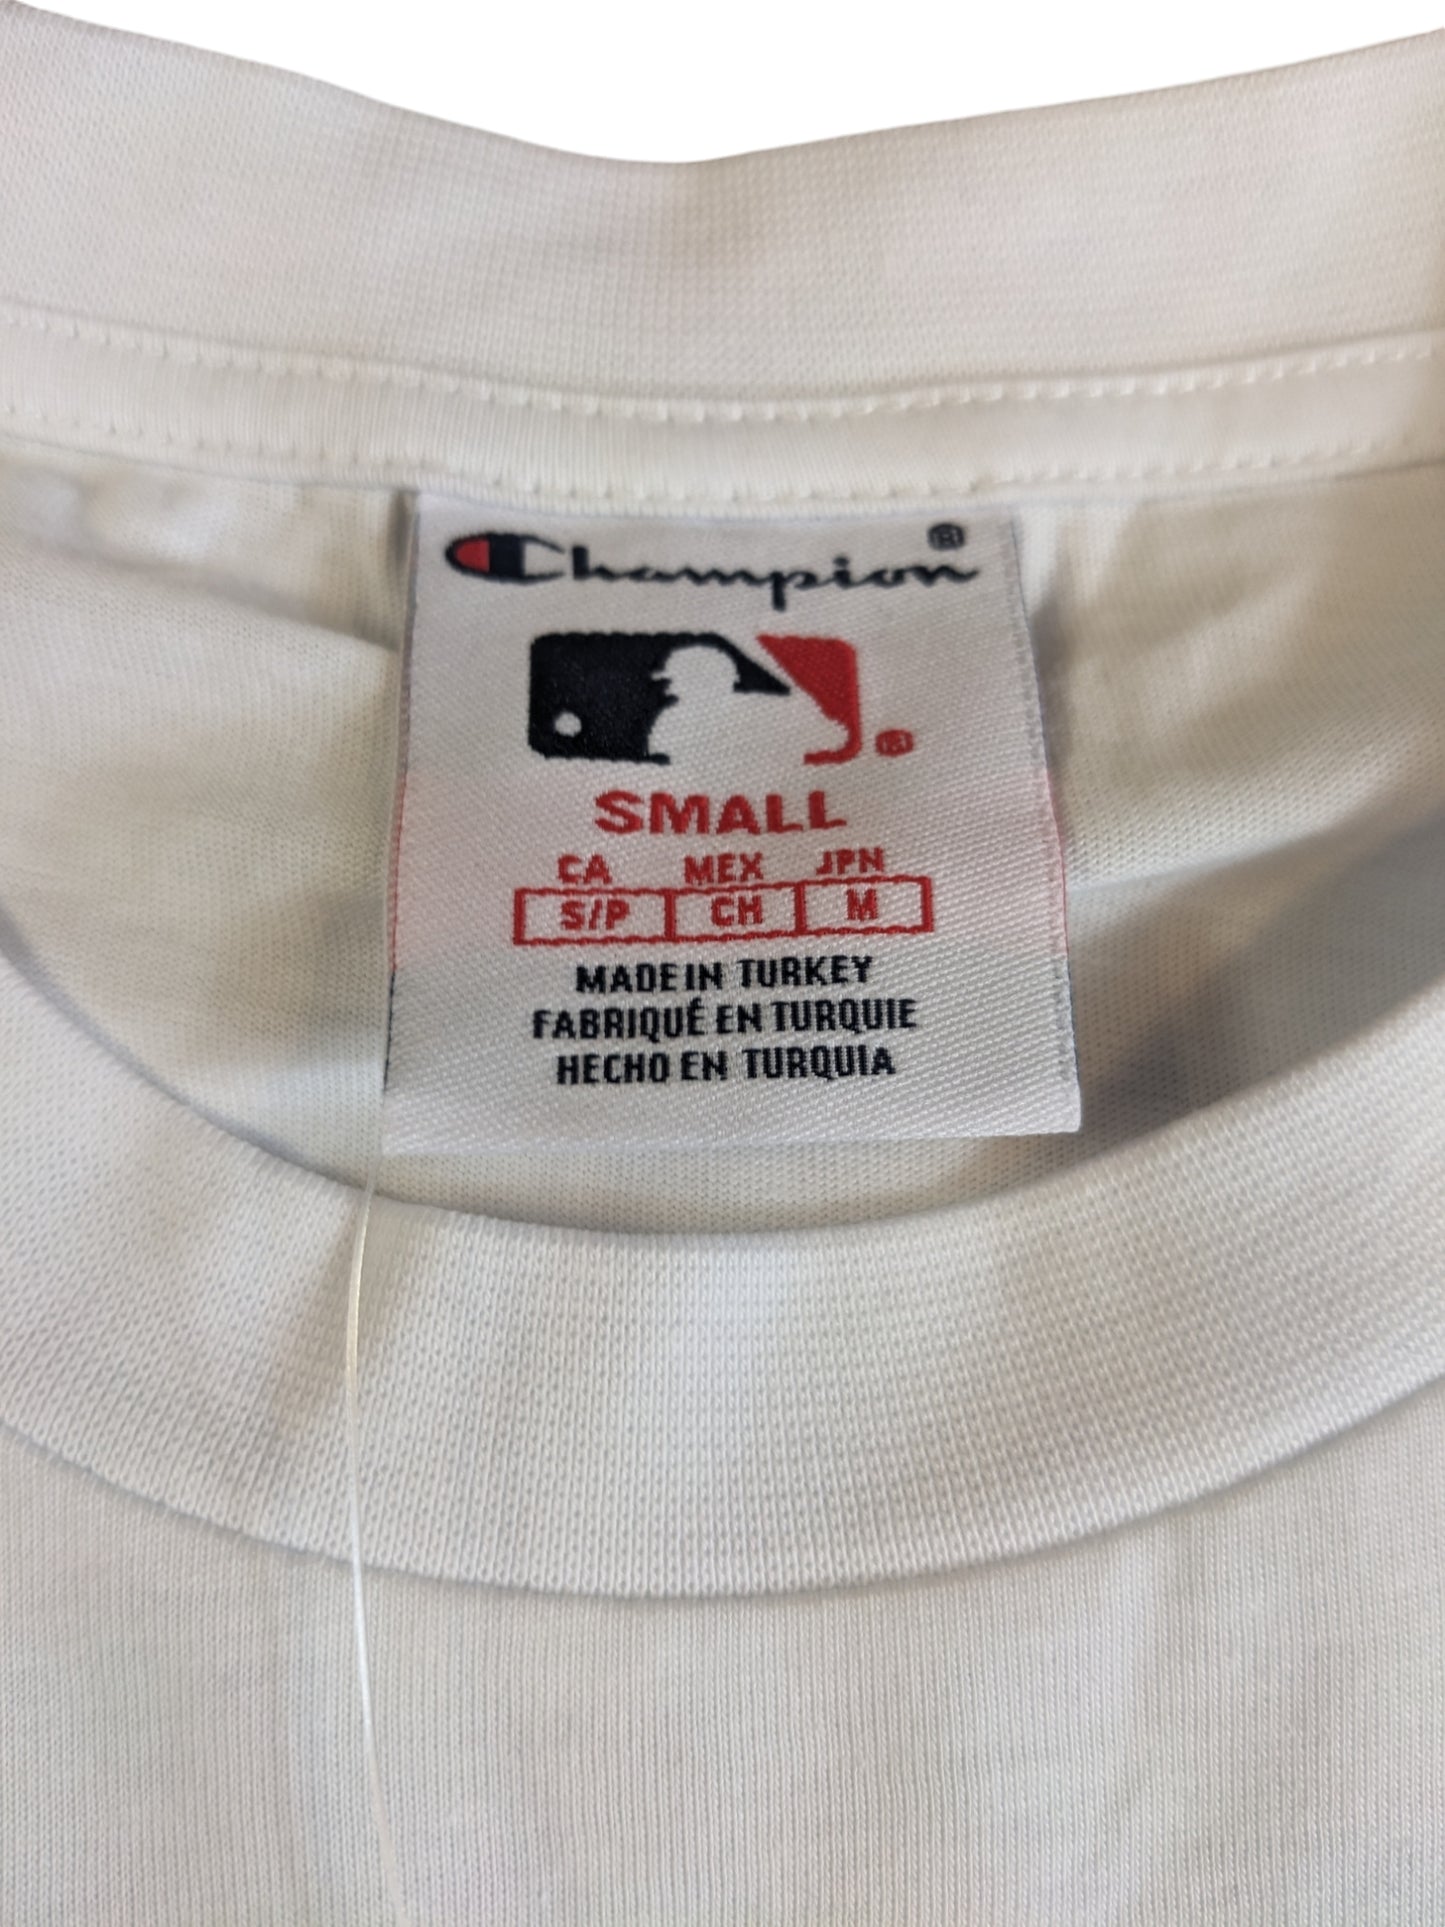 Champion®
®
SMALL
CA MEX JPN
S/P CH M
MADE IN TURKEY
FABRIQUÉ EN TURQUIE
HECHO EN TURQUIA